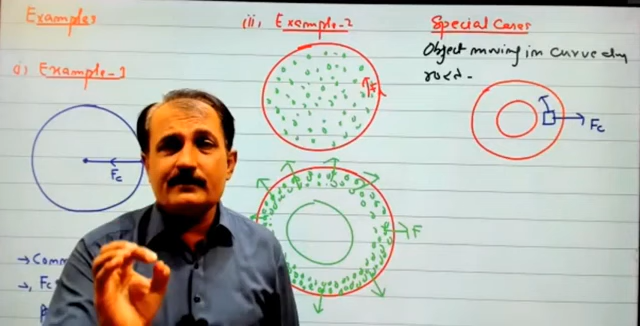 Examples
i) Example-1
Fc
→ Comm
→ Fc
(ii) Example-2
F
Special Cases
Object moving in curved
road.
Fc